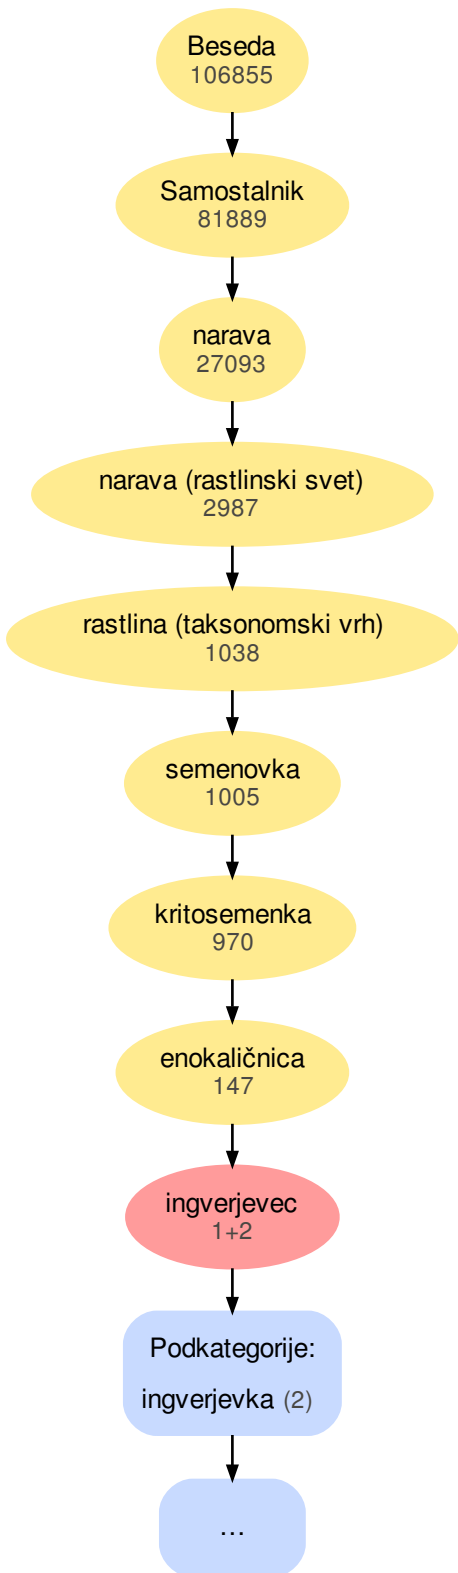 Beseda
106855
Samostalnik
81889
narava
27093
narava (rastlinski svet)
2987
rastlina (taksonomski vrh)
1038
semenovka
1005
kritosemenka
970
enokaličnica
147
ingverjevec
1+2
Podkategorije:
ingverjevka (2)
...